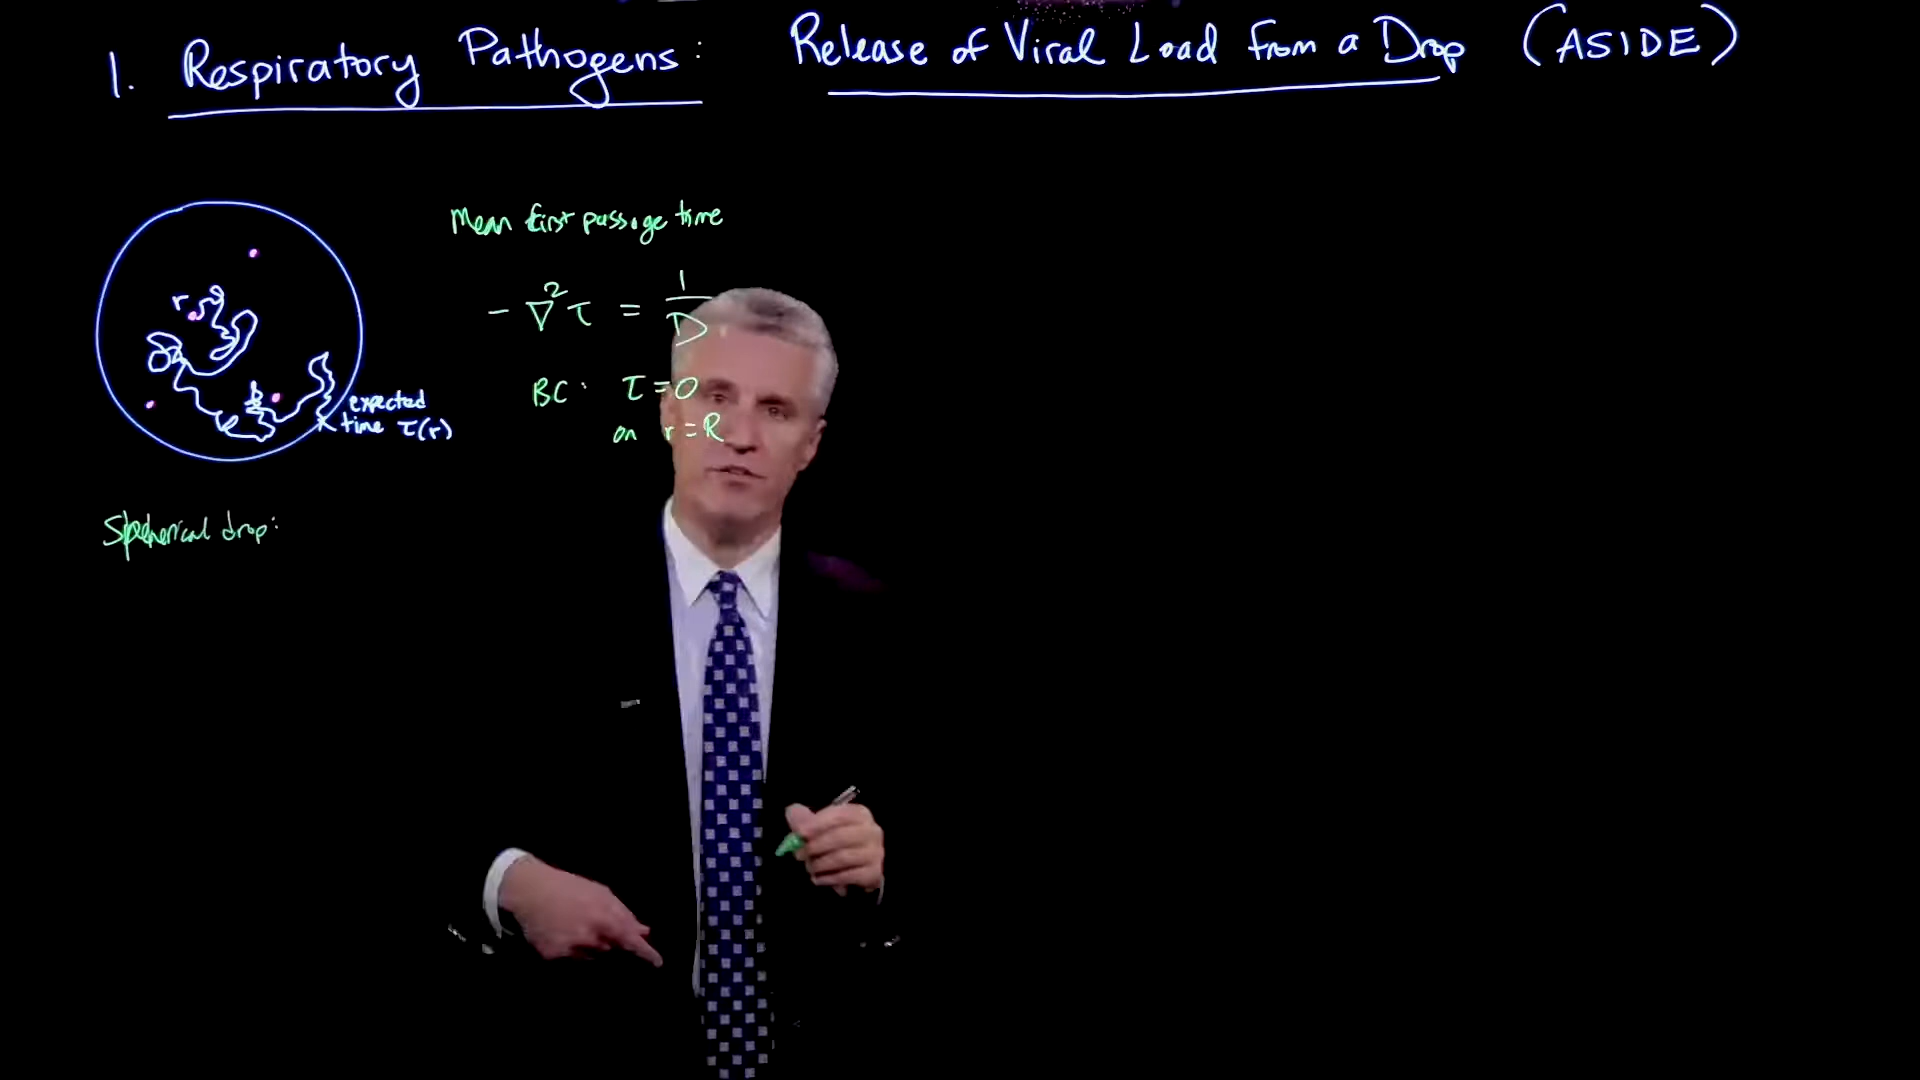 1. Respiratory Pathogens: Release of Viral Load from a Drop (ASIDE)
Mean first passage time
- ∇² τ = 1/D
r
BC: τ = 0
on r = R
expected
time τ(r)
Spherical drop: